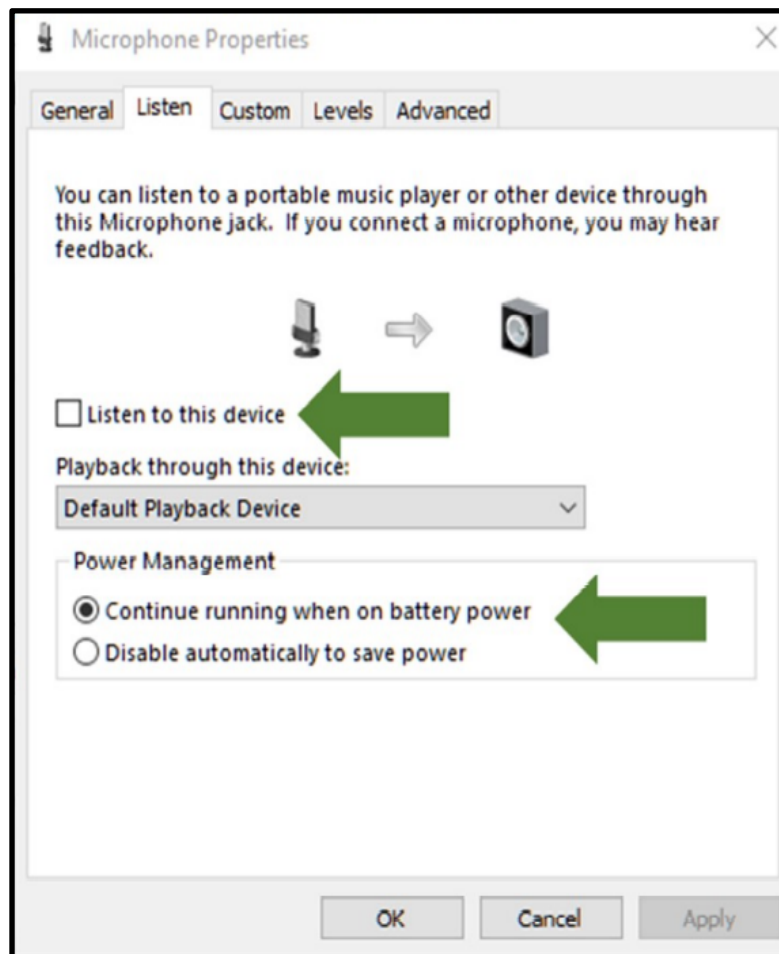 Microphone Properties
General Listen Custom Levels Advanced
You can listen to a portable music player or other device through
this Microphone jack. If you connect a microphone, you may hear
feedback.
Listen to this device
Playback through this device:
Default Playback Device
Power Management
Continue running when on battery power
Disable automatically to save power
OK Cancel Apply